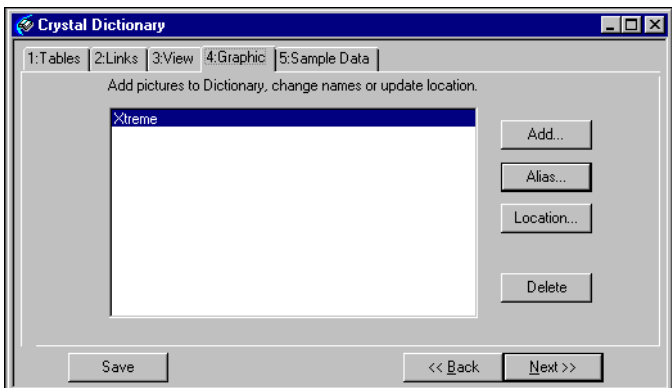 Crystal Dictionary
1:Tables 2:Links 3:View 4:Graphic 5:Sample Data
Add pictures to Dictionary, change names or update location.
Xtreme
Add...
Alias...
Location...
Delete
Save
<< Back
Next >>